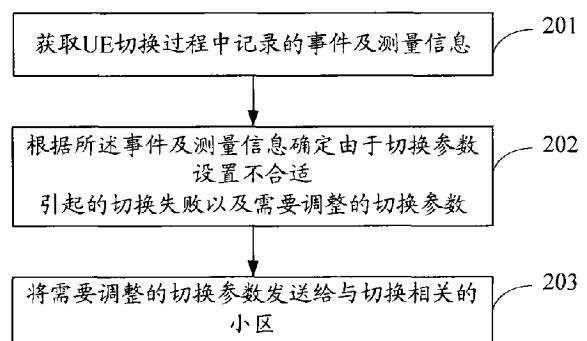 获取UE切换过程中记录的事件及测量信息
201
根据所述事件及测量信息确定由于切换参数
设置不合适
引起的切换失败以及需要调整的切换参数
202
将需要调整的切换参数发送给与切换相关的
小区
203